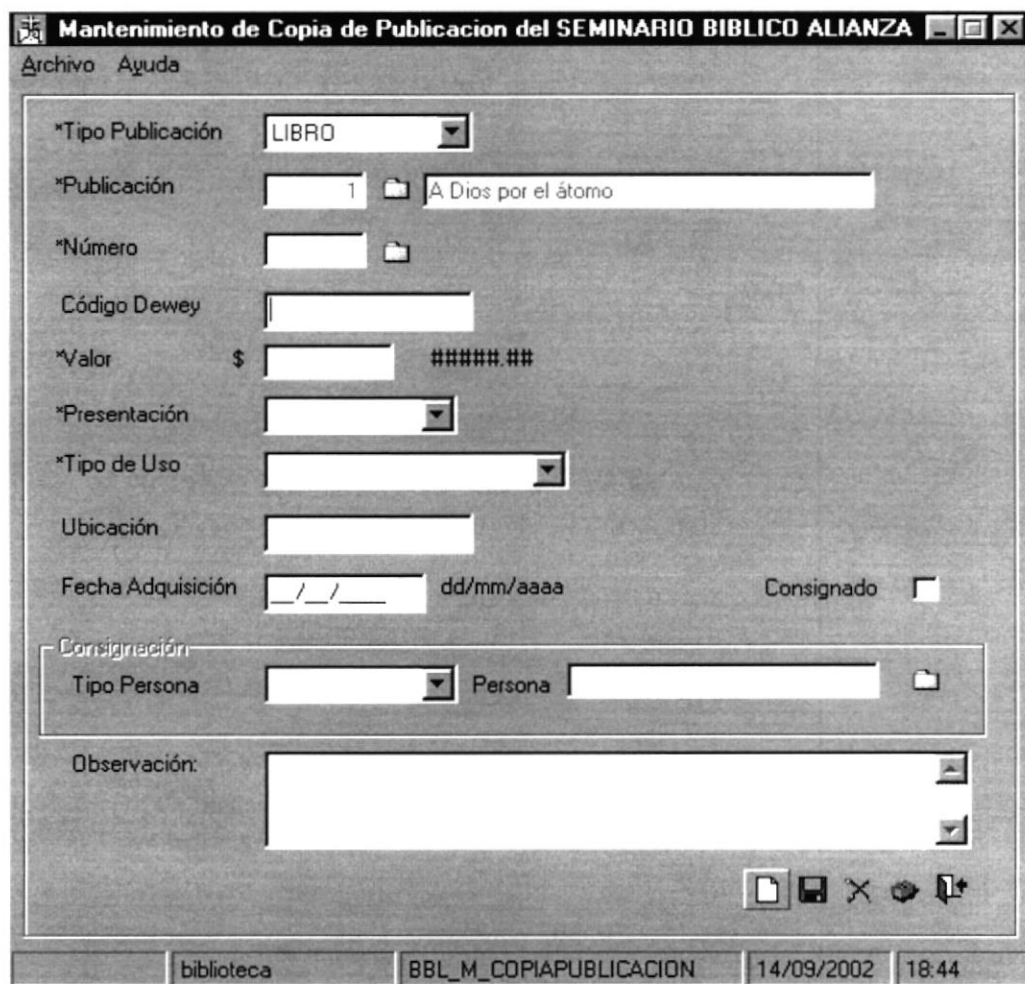 Mantenimiento de Copia de Publicacion del SEMINARIO BIBLICO ALIANZA
Archivo Ayuda
*Tipo Publicación LIBRO
*Publicación 1 A Dios por el átomo
*Número
Código Dewey
*Valor $ #####.##
*Presentación
*Tipo de Uso
Ubicación
Fecha Adquisición __/__/____ dd/mm/aaaa Consignado
Consignación
Tipo Persona Persona
Observación:
biblioteca BBL_M_COPIAPUBLICACION 14/09/2002 18:44